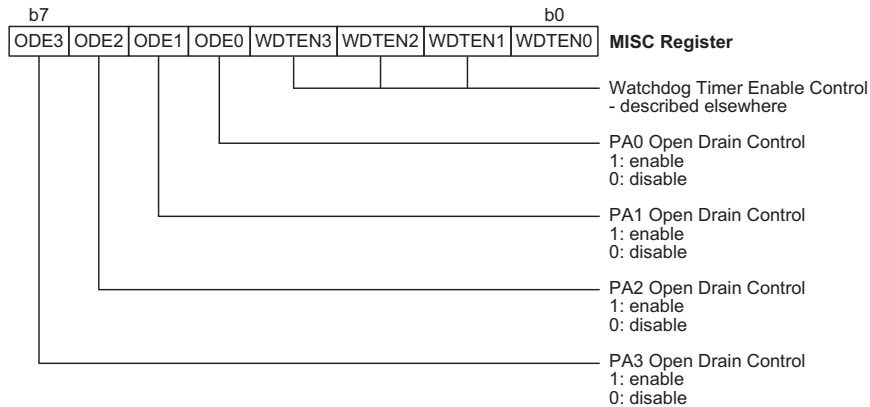 b7 b0
ODE3 ODE2 ODE1 ODE0 WDTEN3 WDTEN2 WDTEN1 WDTEN0 MISC Register
Watchdog Timer Enable Control
- described elsewhere
PA0 Open Drain Control
1: enable
0: disable
PA1 Open Drain Control
1: enable
0: disable
PA2 Open Drain Control
1: enable
0: disable
PA3 Open Drain Control
1: enable
0: disable